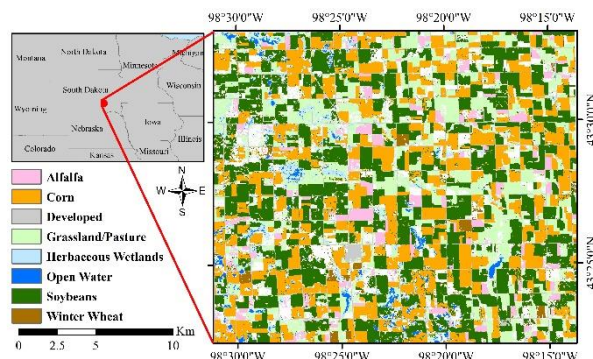 98°30'0"W 98°25'0"W 98°20'0"W 98°15'0"W
North Dakota
Montana
Minnesota
Michigan
South Dakota
Wisconsin
Wyoming
Iowa
Nebraska
Illinois
Colorado
Kansas
Missouri
N
W E
S
Alfalfa
Corn
Developed
Grassland/Pasture
Herbaceous Wetlands
Open Water
Soybeans
Winter Wheat
Km
0 2.5 5 10
98°30'0"W 98°25'0"W 98°20'0"W 98°15'0"W